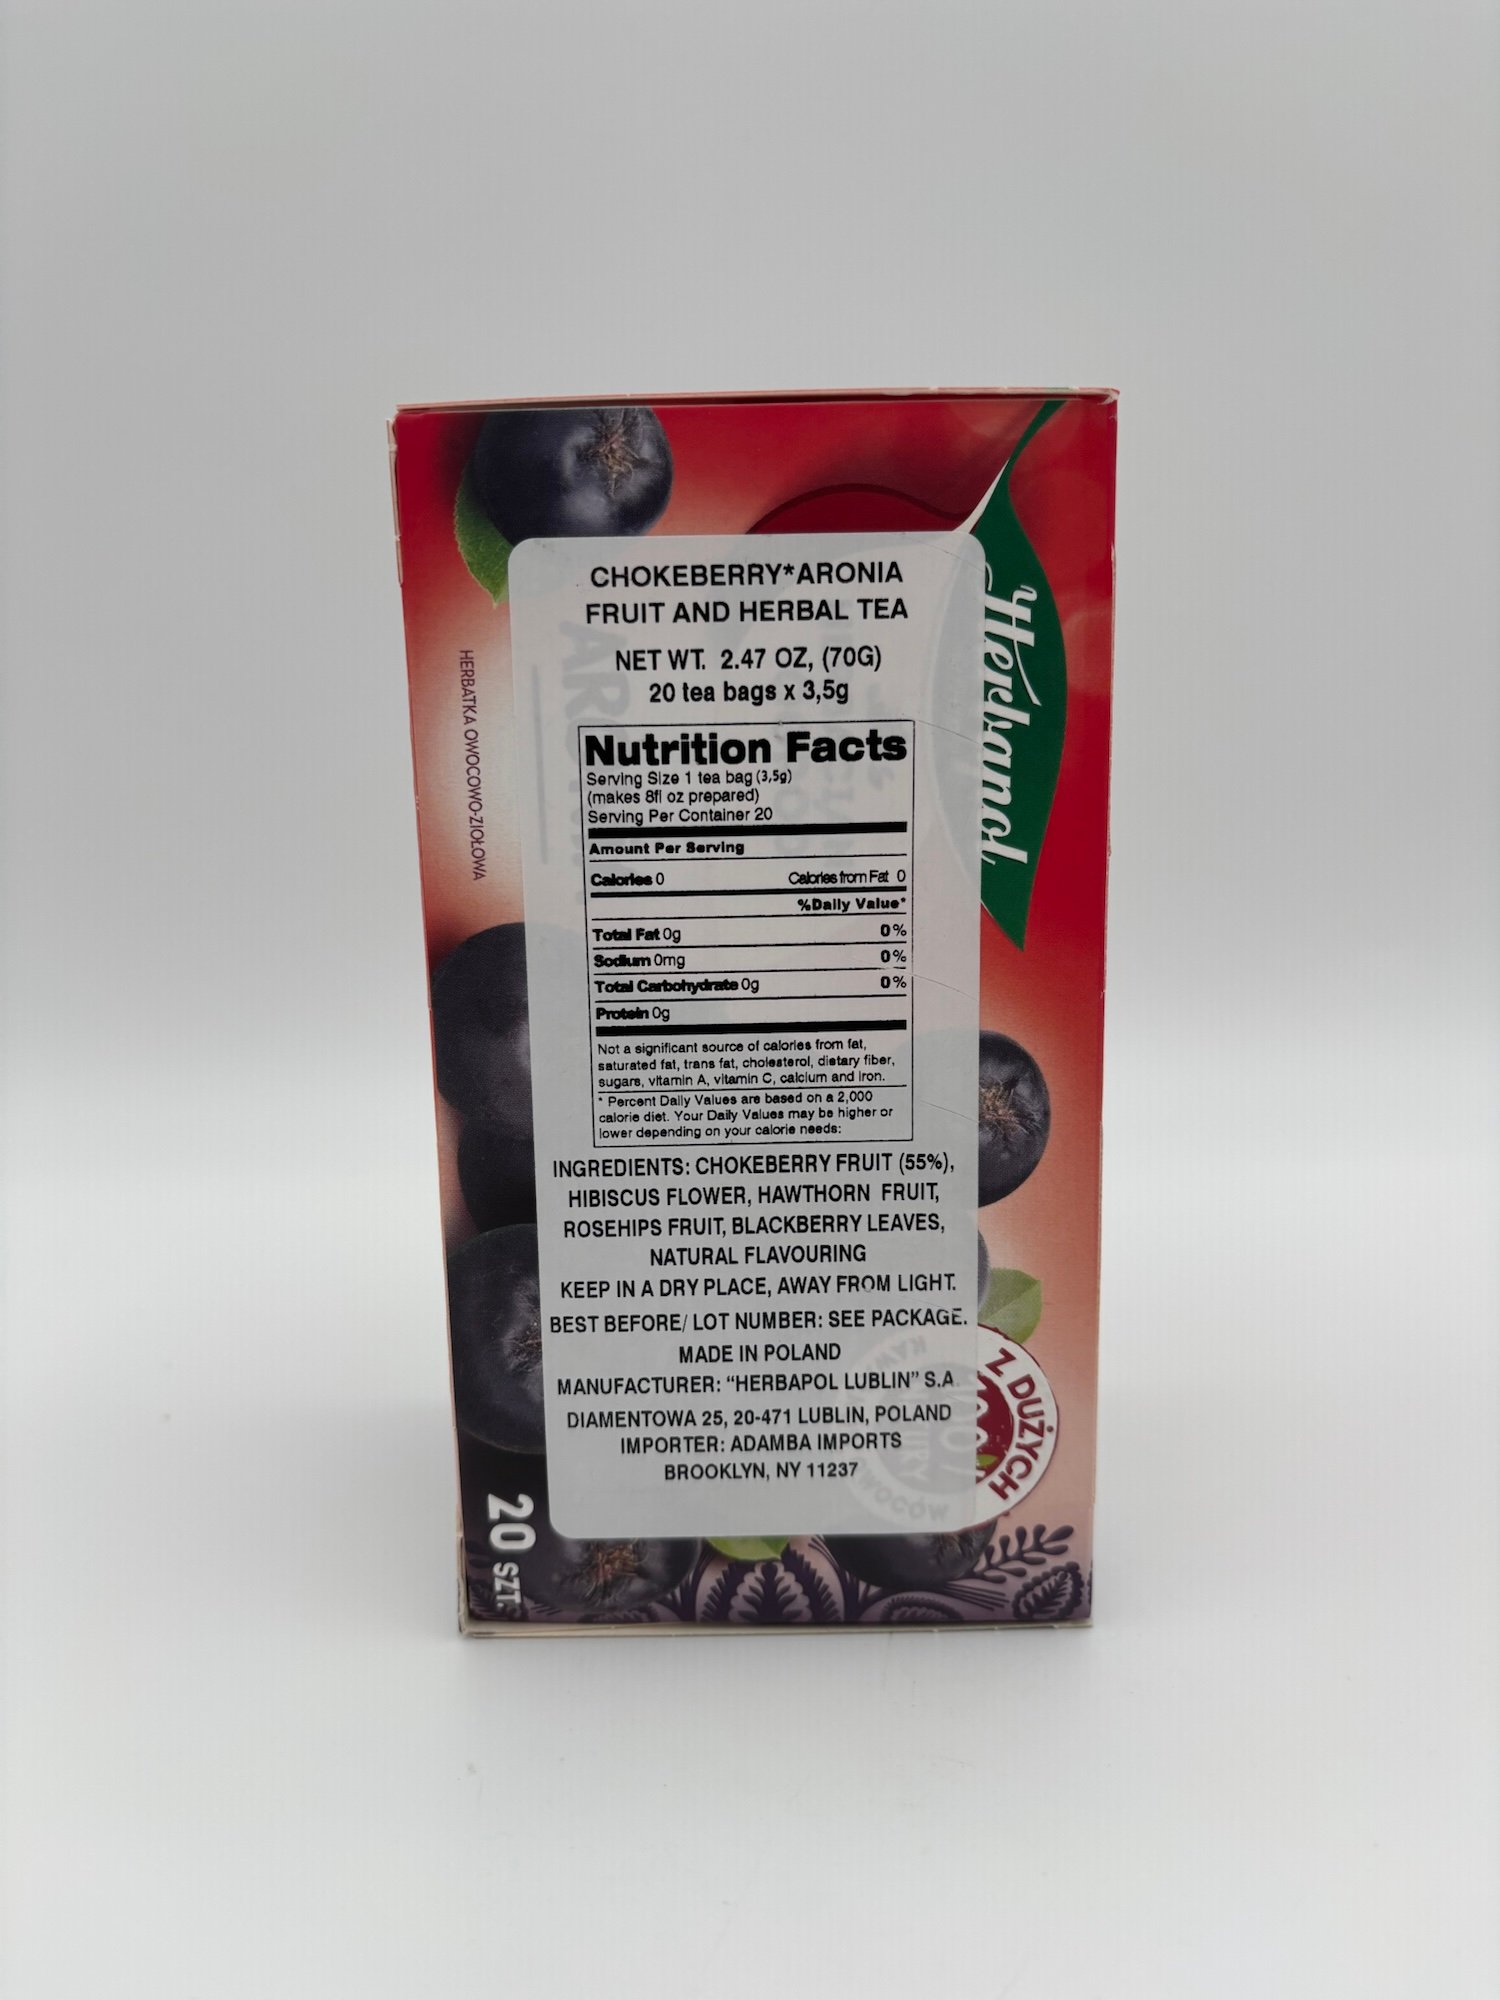 CHOKEBERRY*ARONIA
FRUIT AND HERBAL TEA
NET WT. 2.47 OZ, (70G)
20 tea bags x 3,5g
Nutrition Facts
Serving Size 1 tea bag (3,5g)
(makes 8fl oz prepared)
Serving Per Container 20
Amount Per Serving
Calories 0 Calories from Fat 0
%Daily Value*
Total Fat 0g 0%
Sodium 0mg 0%
Total Carbohydrate 0g 0%
Protein 0g
Not a significant source of calories from fat,
saturated fat, trans fat, cholesterol, dietary fiber,
sugars, vitamin A, vitamin C, calcium and iron.
* Percent Daily Values are based on a 2,000
calorie diet. Your Daily Values may be higher or
lower depending on your calorie needs:
INGREDIENTS: CHOKEBERRY FRUIT (55%),
HIBISCUS FLOWER, HAWTHORN FRUIT,
ROSEHIPS FRUIT, BLACKBERRY LEAVES,
NATURAL FLAVOURING
KEEP IN A DRY PLACE, AWAY FROM LIGHT.
BEST BEFORE/ LOT NUMBER: SEE PACKAGE.
MADE IN POLAND
MANUFACTURER: “HERBAPOL LUBLIN” S.A.
DIAMENTOWA 25, 20-471 LUBLIN, POLAND
IMPORTER: ADAMBA IMPORTS
BROOKLYN, NY 11237
Herbapol
HERBATKA OWOCOWO-ZIOŁOWA
Z DUŻYCH
OWOCÓW
20 SZT.